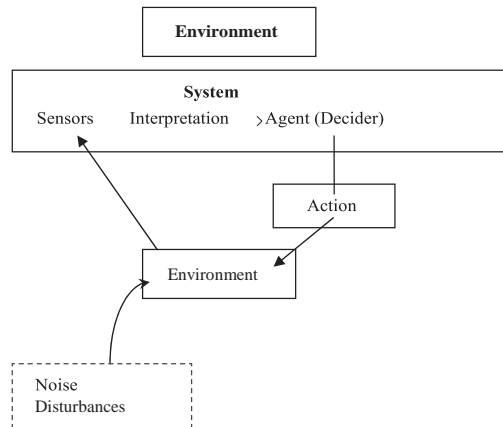 Environment
System
Sensors Interpretation >Agent (Decider)
Action
Environment
Noise
Disturbances